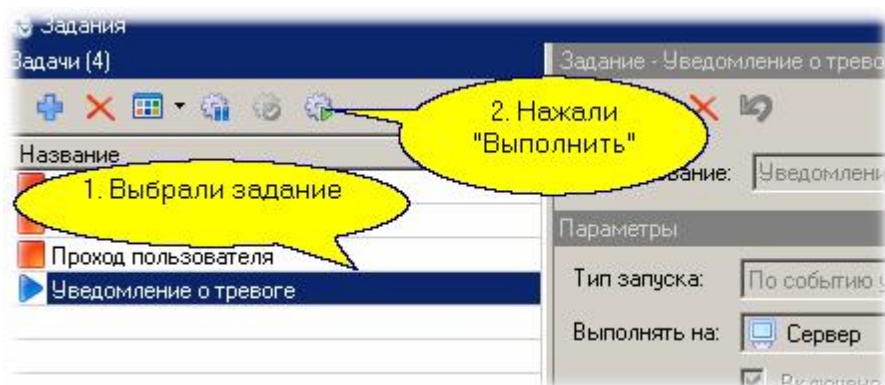 Задания
Задачи (4)
Задание - Уведомление о трево
2. Нажали
"Выполнить"
Название
1. Выбрали задание
Уведомлени
Параметры
Проход пользователя
Уведомление о тревоге
Тип запуска:
По событию
Выполнять на:
Сервер
Включено